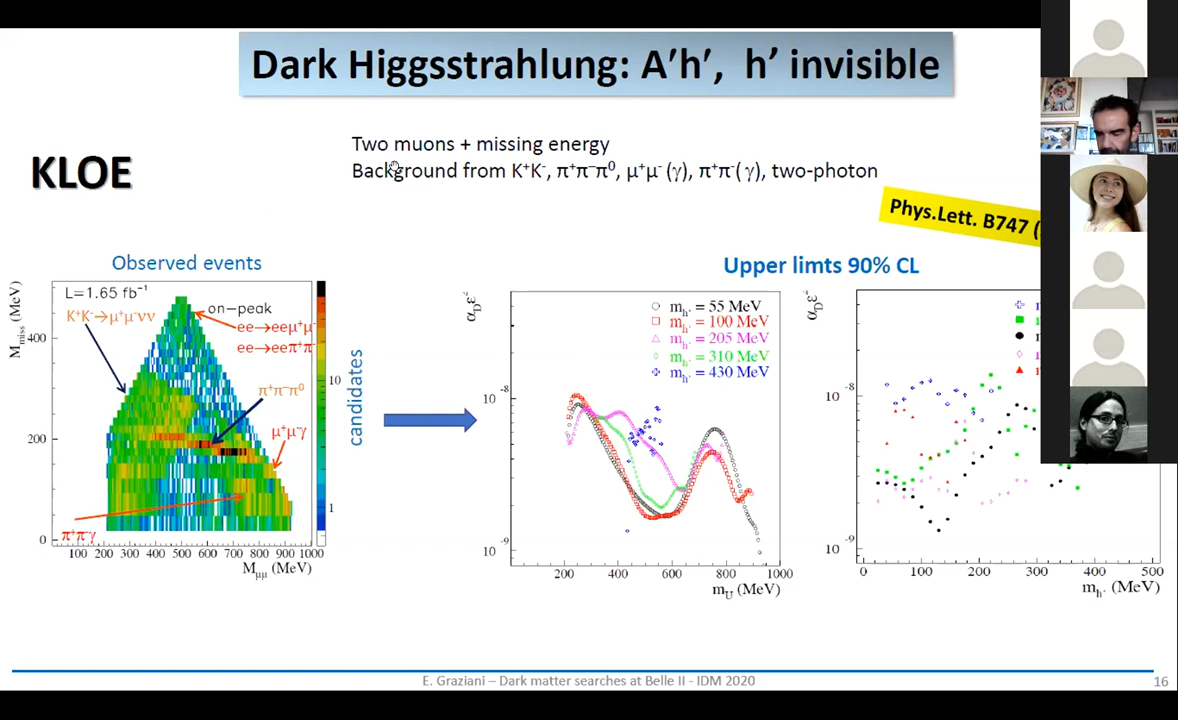 Dark Higgsstrahlung: A′h′, h′ invisible
KLOE
Two muons + missing energy
Background from K⁺K⁻, π⁺π⁻π⁰, μ⁺μ⁻(γ), π⁺π⁻(γ), two-photon
Phys.Lett. B747 (
Observed events
Upper limts 90% CL
M_miss (MeV)
L=1.65 fb⁻¹
K⁺K⁻→μ⁺μ⁻νν
on-peak
ee→eeμ⁺μ⁻
ee→eeπ⁺π⁻
π⁺π⁻π⁰
μ⁺μ⁻γ
π⁺π⁻γ
400
200
0
100 200 300 400 500 600 700 800 900 1000
M_μμ (MeV)
10
1
candidates
α_Dε²
m_h' = 55 MeV
m_h' = 100 MeV
m_h' = 205 MeV
m_h' = 310 MeV
m_h' = 430 MeV
10⁻⁸
10⁻⁹
200 400 600 800 1000
m_U (MeV)
α_Dε²
10⁻⁸
10⁻⁹
0 100 200 300 400 500
m_h' (MeV)
E. Graziani – Dark matter searches at Belle II - IDM 2020
16